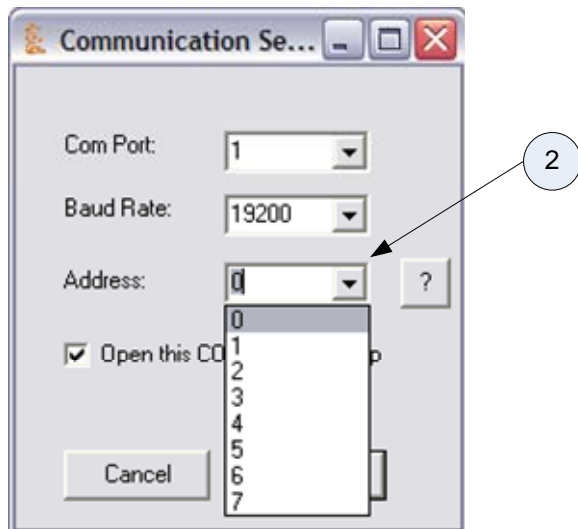 Communication Se...
Com Port: 1
2
Baud Rate: 19200
Address: 0 ?
0
1
Open this CO p
2
3
4
5
Cancel
6
7